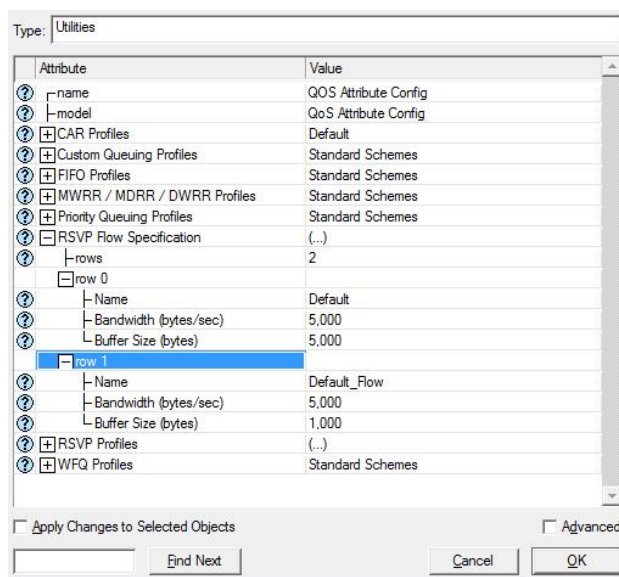 Type: Utilities
Attribute Value
name QOS Attribute Config
model QoS Attribute Config
CAR Profiles Default
Custom Queuing Profiles Standard Schemes
FIFO Profiles Standard Schemes
MWRR / MDRR / DWRR Profiles Standard Schemes
Priority Queuing Profiles Standard Schemes
RSVP Flow Specification (...)
rows 2
row 0
Name Default
Bandwidth (bytes/sec) 5,000
Buffer Size (bytes) 5,000
row 1
Name Default_Flow
Bandwidth (bytes/sec) 5,000
Buffer Size (bytes) 1,000
RSVP Profiles (...)
WFQ Profiles Standard Schemes
Apply Changes to Selected Objects Advanced
Find Next Cancel OK